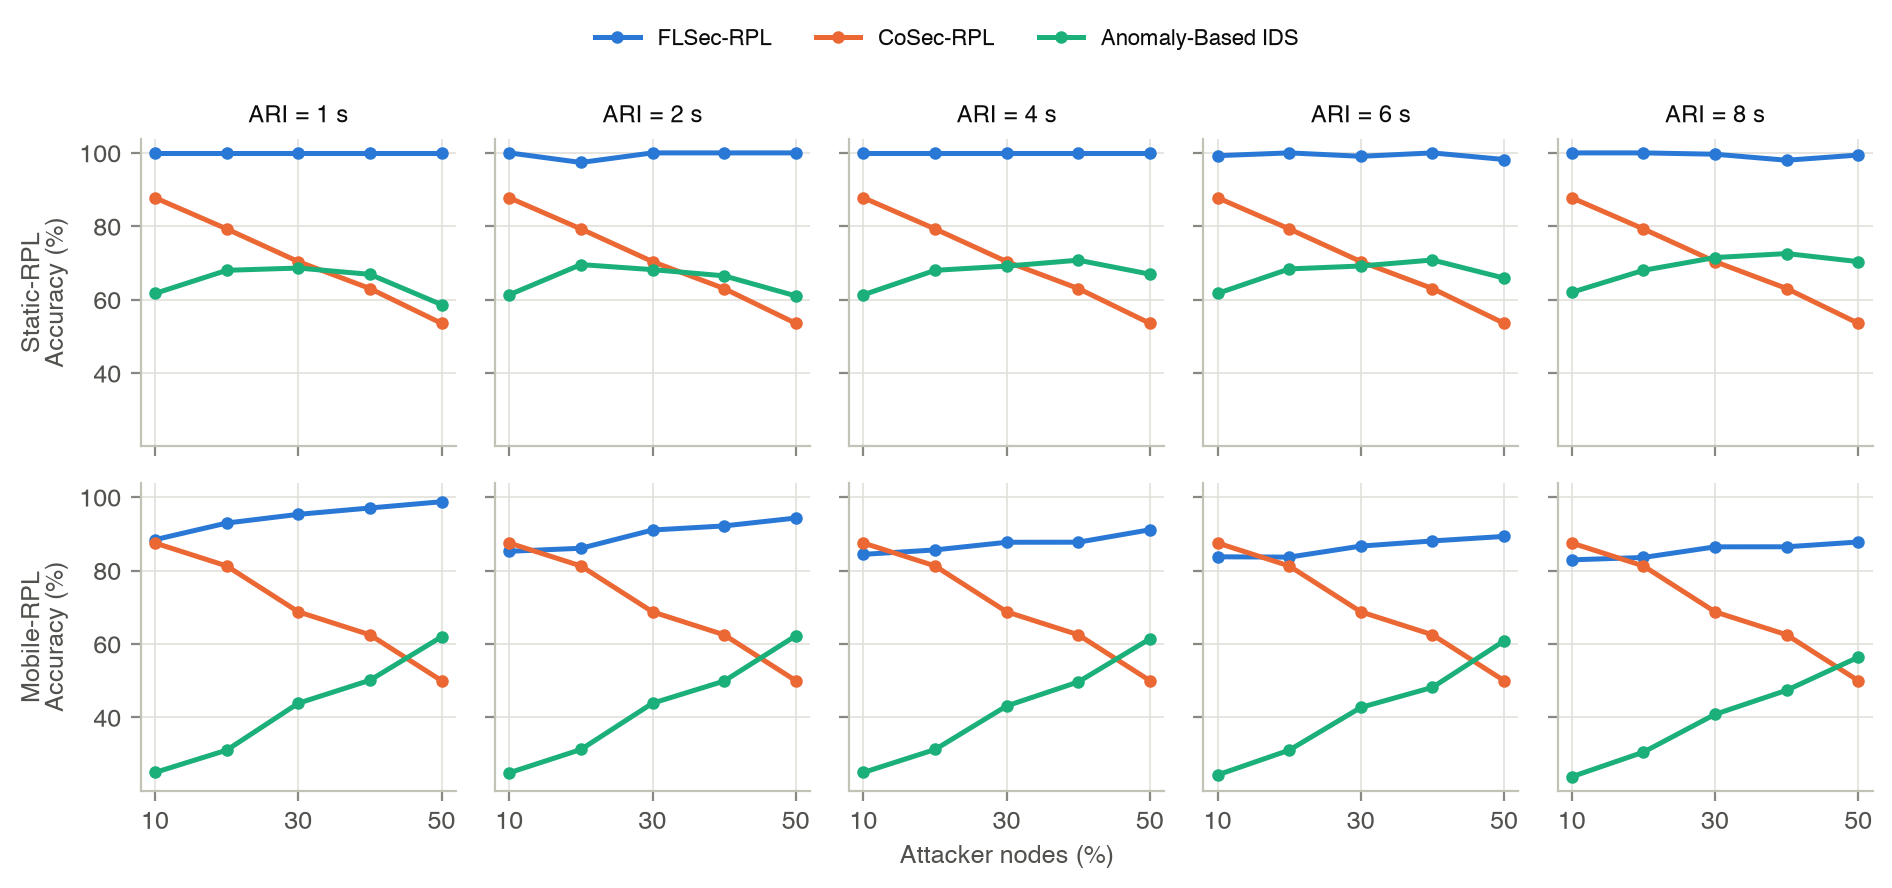 FLSec-RPL CoSec-RPL Anomaly-Based IDS
ARI = 1 s ARI = 2 s ARI = 4 s ARI = 6 s ARI = 8 s
Static-RPL
Accuracy (%)
100
80
60
40
Mobile-RPL
Accuracy (%)
100
80
60
40
10 30 50 10 30 50 10 30 50 10 30 50 10 30 50
Attacker nodes (%)